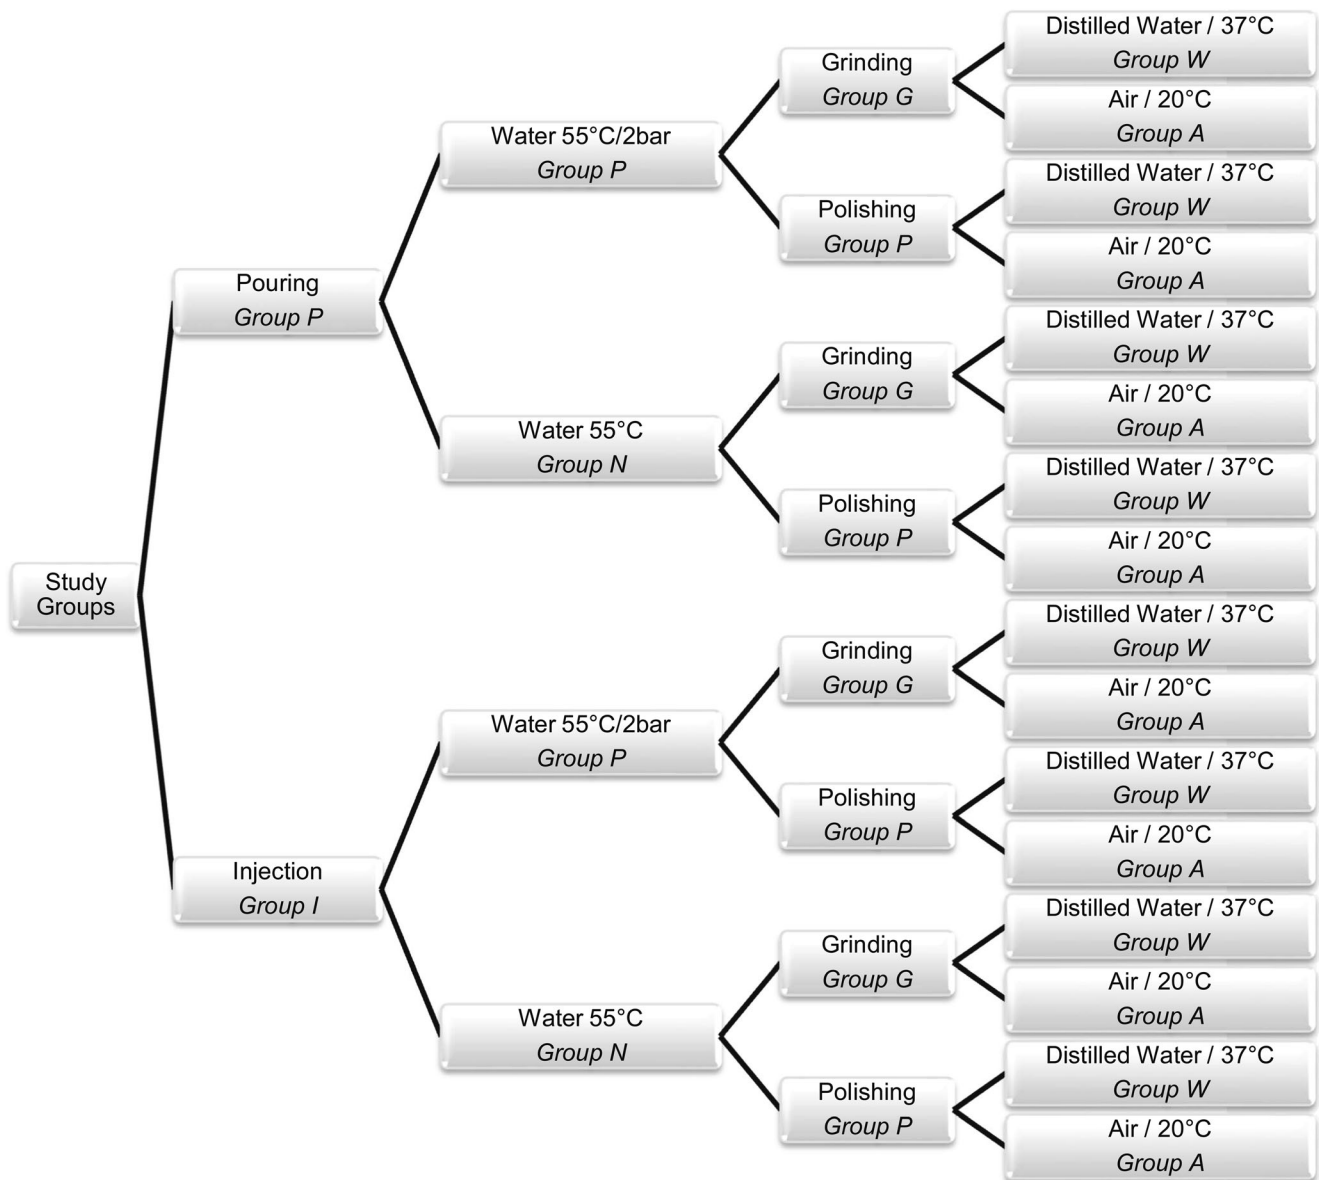 Study
Groups
Pouring
Group P
Injection
Group I
Water 55°C/2bar
Group P
Water 55°C
Group N
Water 55°C/2bar
Group P
Water 55°C
Group N
Grinding
Group G
Polishing
Group P
Grinding
Group G
Polishing
Group P
Grinding
Group G
Polishing
Group P
Grinding
Group G
Polishing
Group P
Distilled Water / 37°C
Group W
Air / 20°C
Group A
Distilled Water / 37°C
Group W
Air / 20°C
Group A
Distilled Water / 37°C
Group W
Air / 20°C
Group A
Distilled Water / 37°C
Group W
Air / 20°C
Group A
Distilled Water / 37°C
Group W
Air / 20°C
Group A
Distilled Water / 37°C
Group W
Air / 20°C
Group A
Distilled Water / 37°C
Group W
Air / 20°C
Group A
Distilled Water / 37°C
Group W
Air / 20°C
Group A